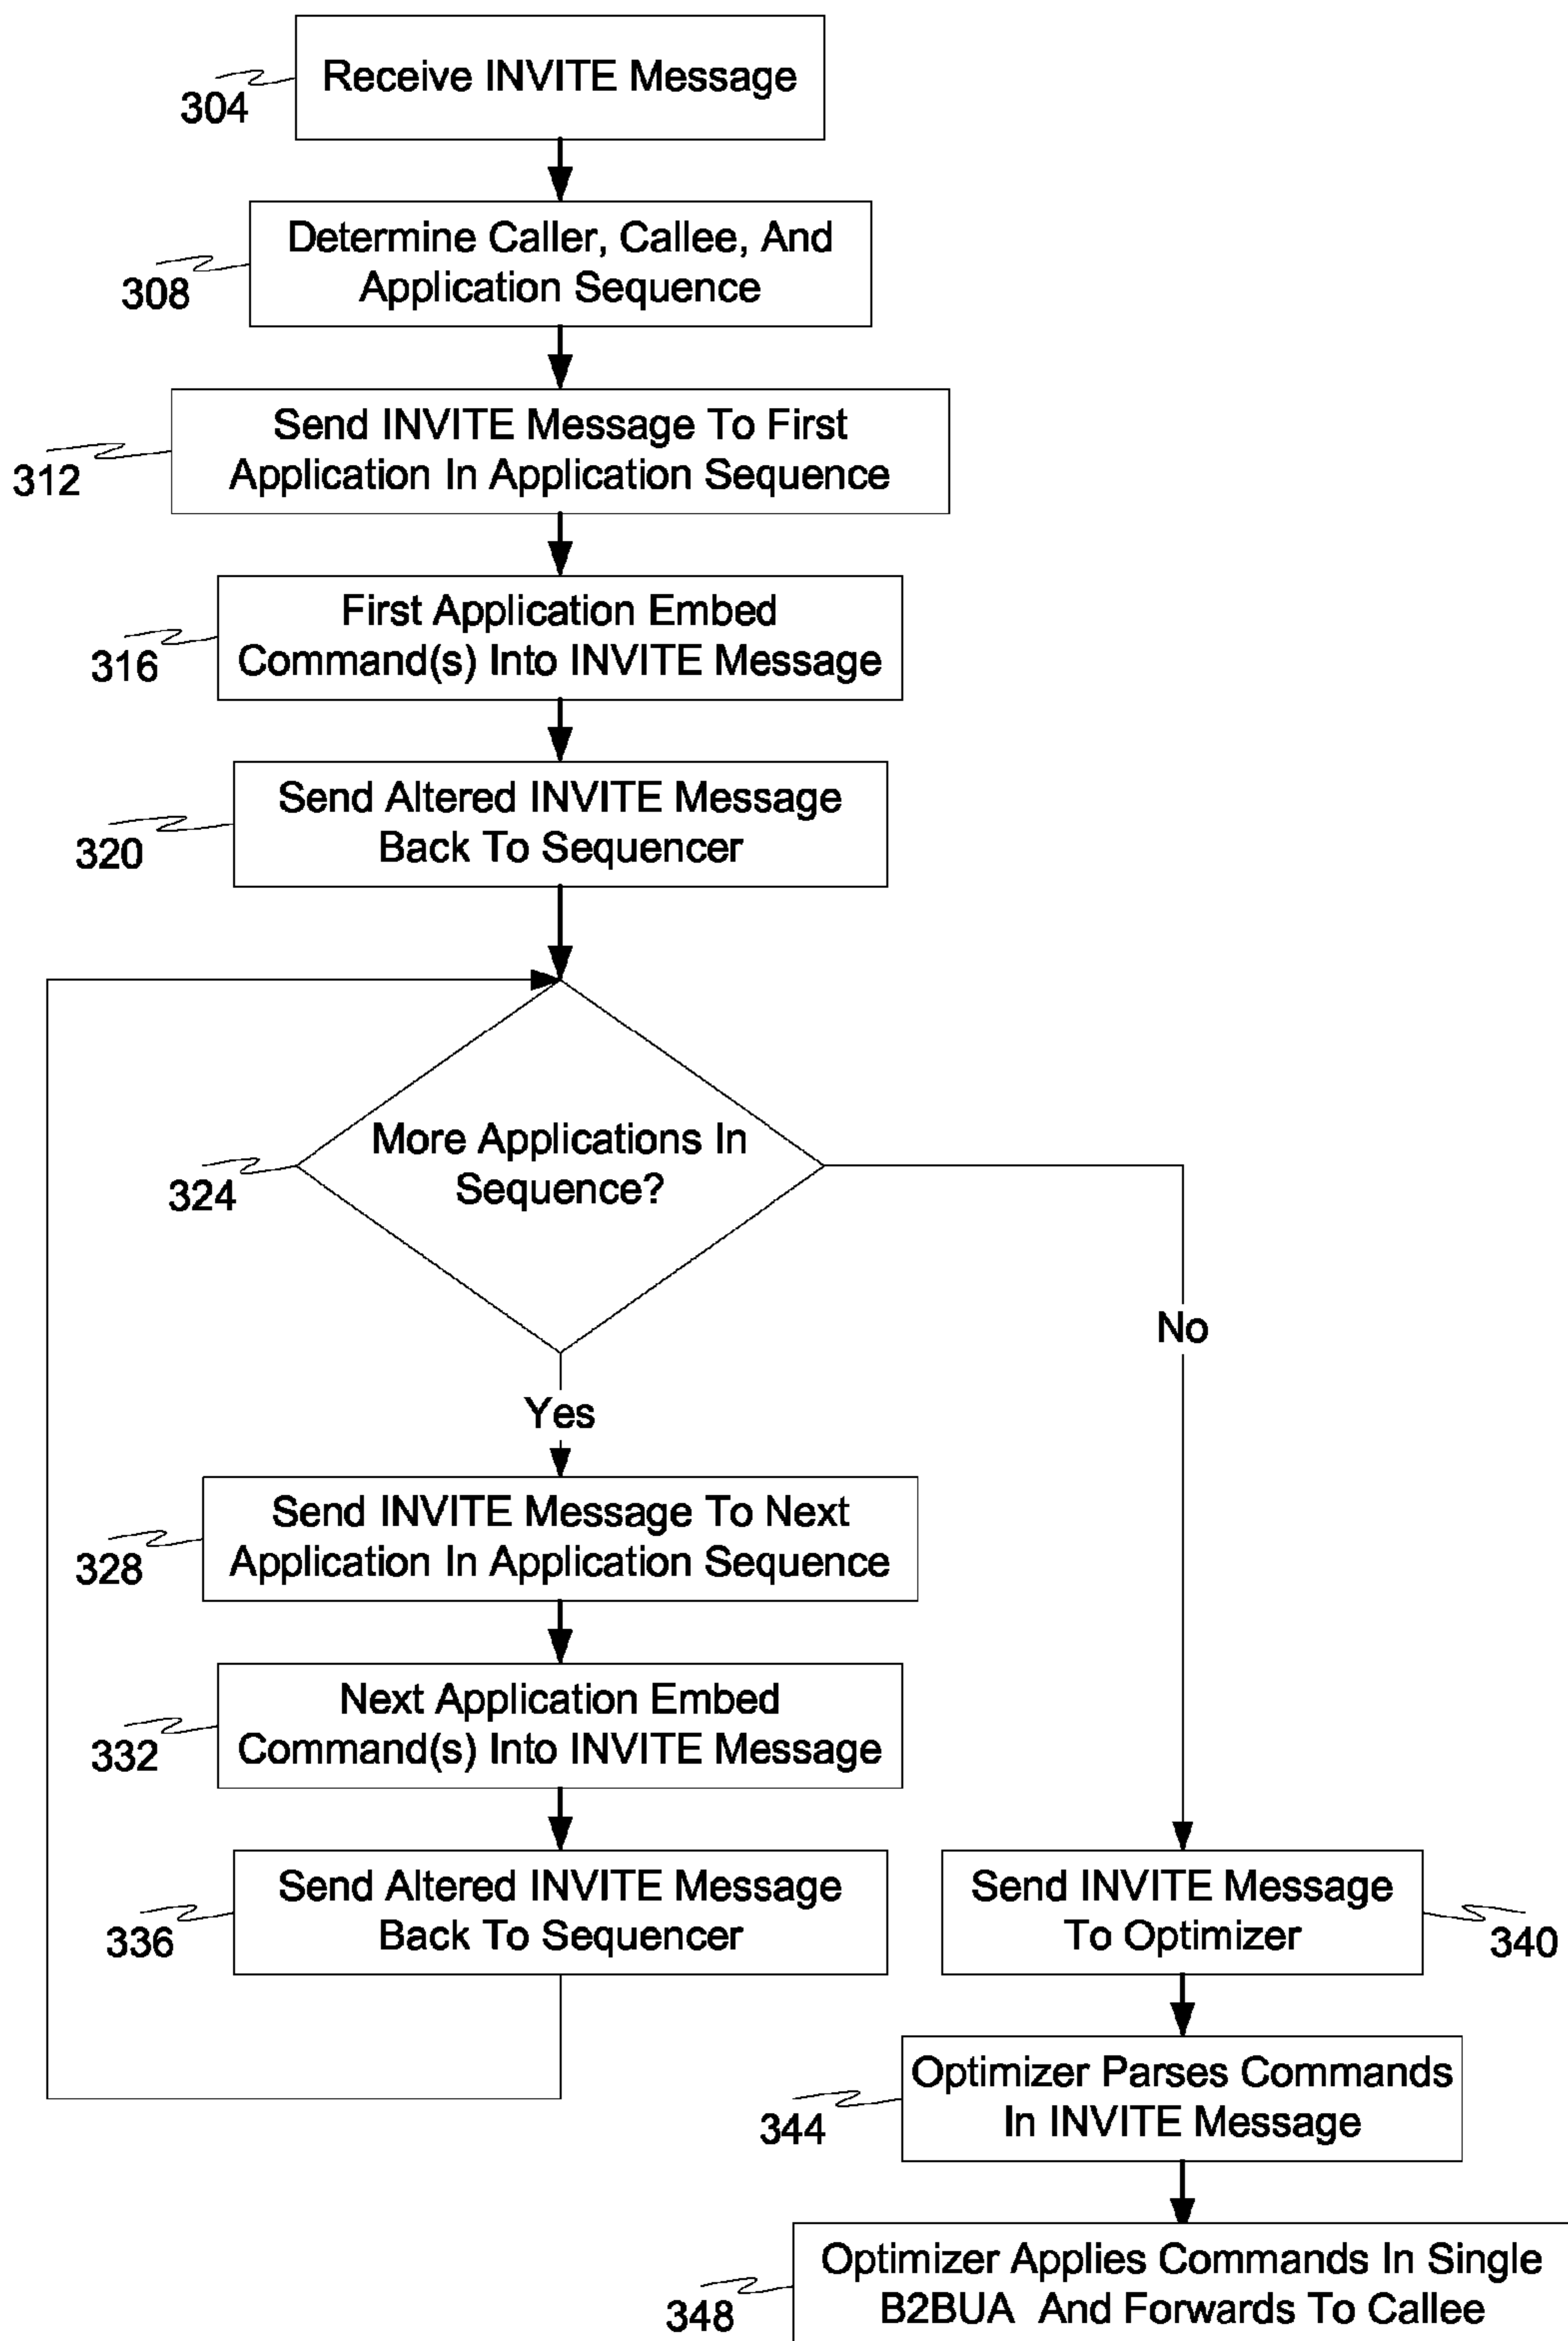 Receive INVITE Message
304
Determine Caller, Callee, And
Application Sequence
308
Send INVITE Message To First
Application In Application Sequence
312
First Application Embed
Command(s) Into INVITE Message
316
Send Altered INVITE Message
Back To Sequencer
320
More Applications In
Sequence?
324
No
Yes
Send INVITE Message To Next
Application In Application Sequence
328
Next Application Embed
Command(s) Into INVITE Message
332
Send Altered INVITE Message
Back To Sequencer
336
Send INVITE Message
To Optimizer
340
Optimizer Parses Commands
In INVITE Message
344
Optimizer Applies Commands In Single
B2BUA And Forwards To Callee
348